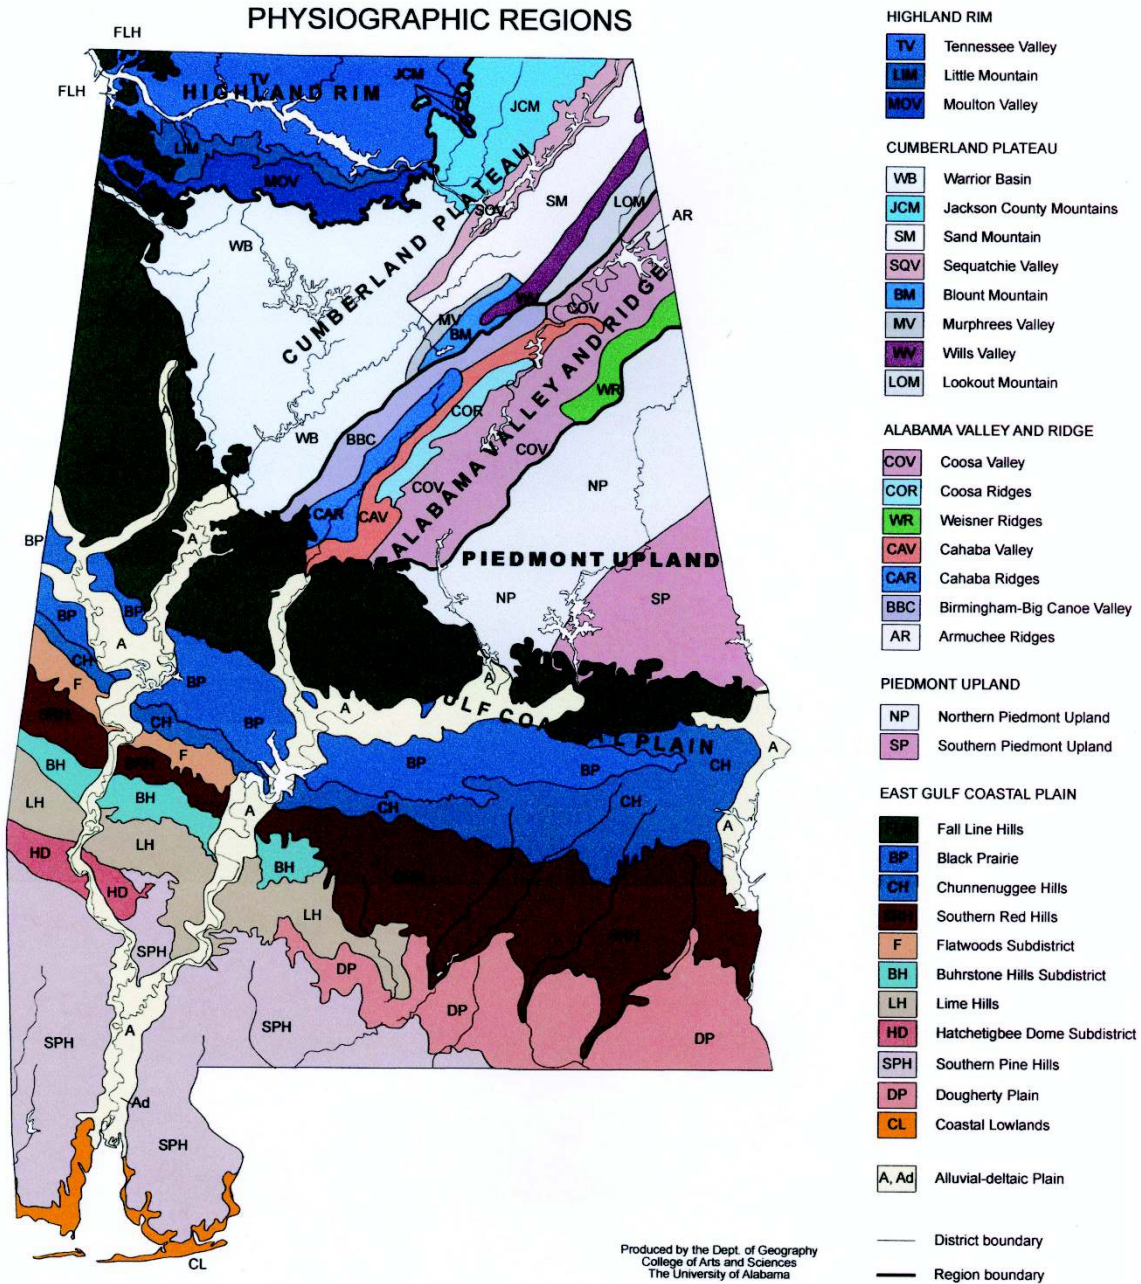 PHYSIOGRAPHIC REGIONS
FLH
FLH
TV
HIGHLAND RIM
JCM
JCM
LIM
MOV
SQV
SM
LOM
AR
WB
CUMBERLAND PLATEAU
MV
BM
WV
COV
ALABAMA VALLEY AND RIDGE
WR
COR
BBC
WB
COV
COV
CAR
CAV
NP
PIEDMONT UPLAND
NP
SP
A
A
BP
BP
BP
A
CH
F
BP
A
A
GULF COASTAL PLAIN
A
CH
BP
BP
BP
CH
F
BH
BH
CH
CH
A
A
LH
LH
BH
HD
HD
LH
SPH
DP
DP
DP
SPH
SPH
A
Ad
SPH
CL
HIGHLAND RIM
TV Tennessee Valley
LIM Little Mountain
MOV Moulton Valley
CUMBERLAND PLATEAU
WB Warrior Basin
JCM Jackson County Mountains
SM Sand Mountain
SQV Sequatchie Valley
BM Blount Mountain
MV Murphrees Valley
WV Wills Valley
LOM Lookout Mountain
ALABAMA VALLEY AND RIDGE
COV Coosa Valley
COR Coosa Ridges
WR Weisner Ridges
CAV Cahaba Valley
CAR Cahaba Ridges
BBC Birmingham-Big Canoe Valley
AR Armuchee Ridges
PIEDMONT UPLAND
NP Northern Piedmont Upland
SP Southern Piedmont Upland
EAST GULF COASTAL PLAIN
Fall Line Hills
BP Black Prairie
CH Chunnenuggee Hills
SRH Southern Red Hills
F Flatwoods Subdistrict
BH Buhrstone Hills Subdistrict
LH Lime Hills
HD Hatchetigbee Dome Subdistrict
SPH Southern Pine Hills
DP Dougherty Plain
CL Coastal Lowlands
A, Ad Alluvial-deltaic Plain
District boundary
Region boundary
Produced by the Dept. of Geography
College of Arts and Sciences
The University of Alabama